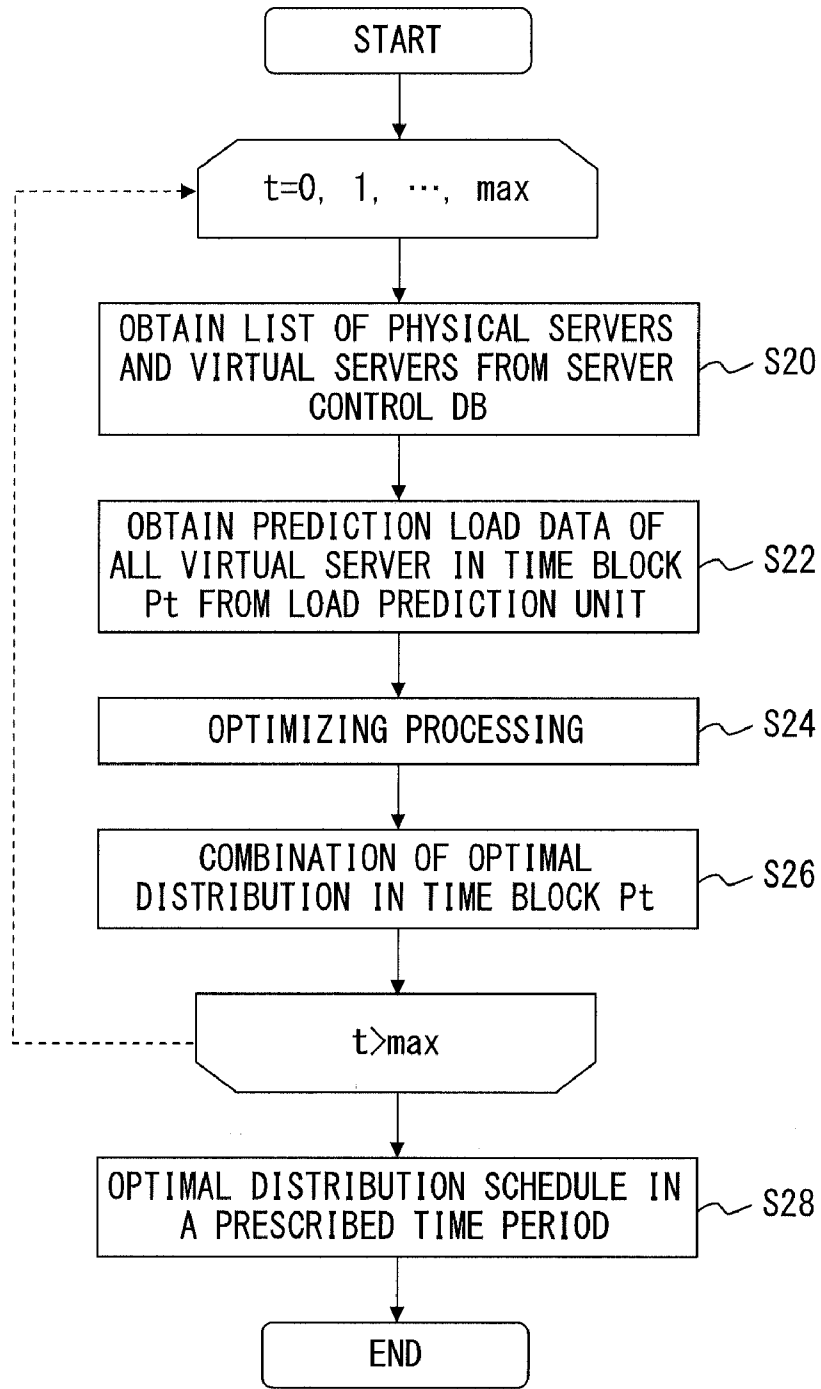 START
t=0, 1, ···, max
OBTAIN LIST OF PHYSICAL SERVERS
AND VIRTUAL SERVERS FROM SERVER
CONTROL DB
S20
OBTAIN PREDICTION LOAD DATA OF
ALL VIRTUAL SERVER IN TIME BLOCK
Pt FROM LOAD PREDICTION UNIT
S22
OPTIMIZING PROCESSING
S24
COMBINATION OF OPTIMAL
DISTRIBUTION IN TIME BLOCK Pt
S26
t>max
OPTIMAL DISTRIBUTION SCHEDULE IN
A PRESCRIBED TIME PERIOD
S28
END